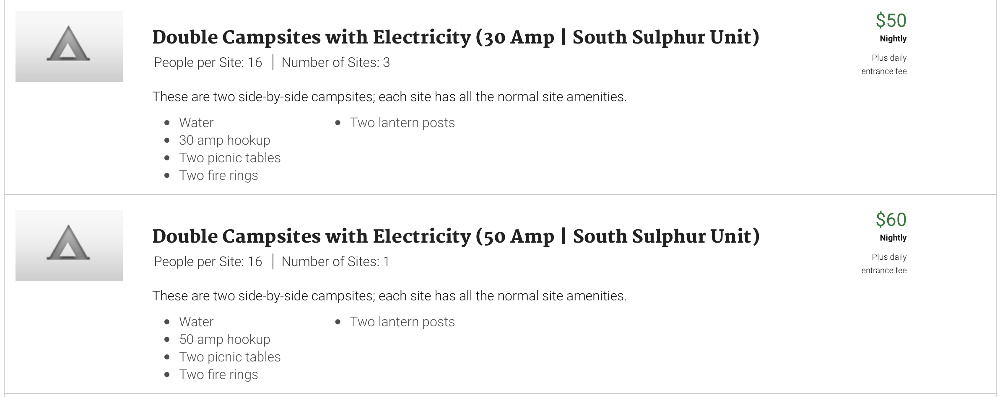 Double Campsites with Electricity (30 Amp | South Sulphur Unit)
People per Site: 16 | Number of Sites: 3
$50
Nightly
Plus daily
entrance fee
These are two side-by-side campsites; each site has all the normal site amenities.
• Water
• 30 amp hookup
• Two picnic tables
• Two fire rings
• Two lantern posts
Double Campsites with Electricity (50 Amp | South Sulphur Unit)
People per Site: 16 | Number of Sites: 1
$60
Nightly
Plus daily
entrance fee
These are two side-by-side campsites; each site has all the normal site amenities.
• Water
• 50 amp hookup
• Two picnic tables
• Two fire rings
• Two lantern posts